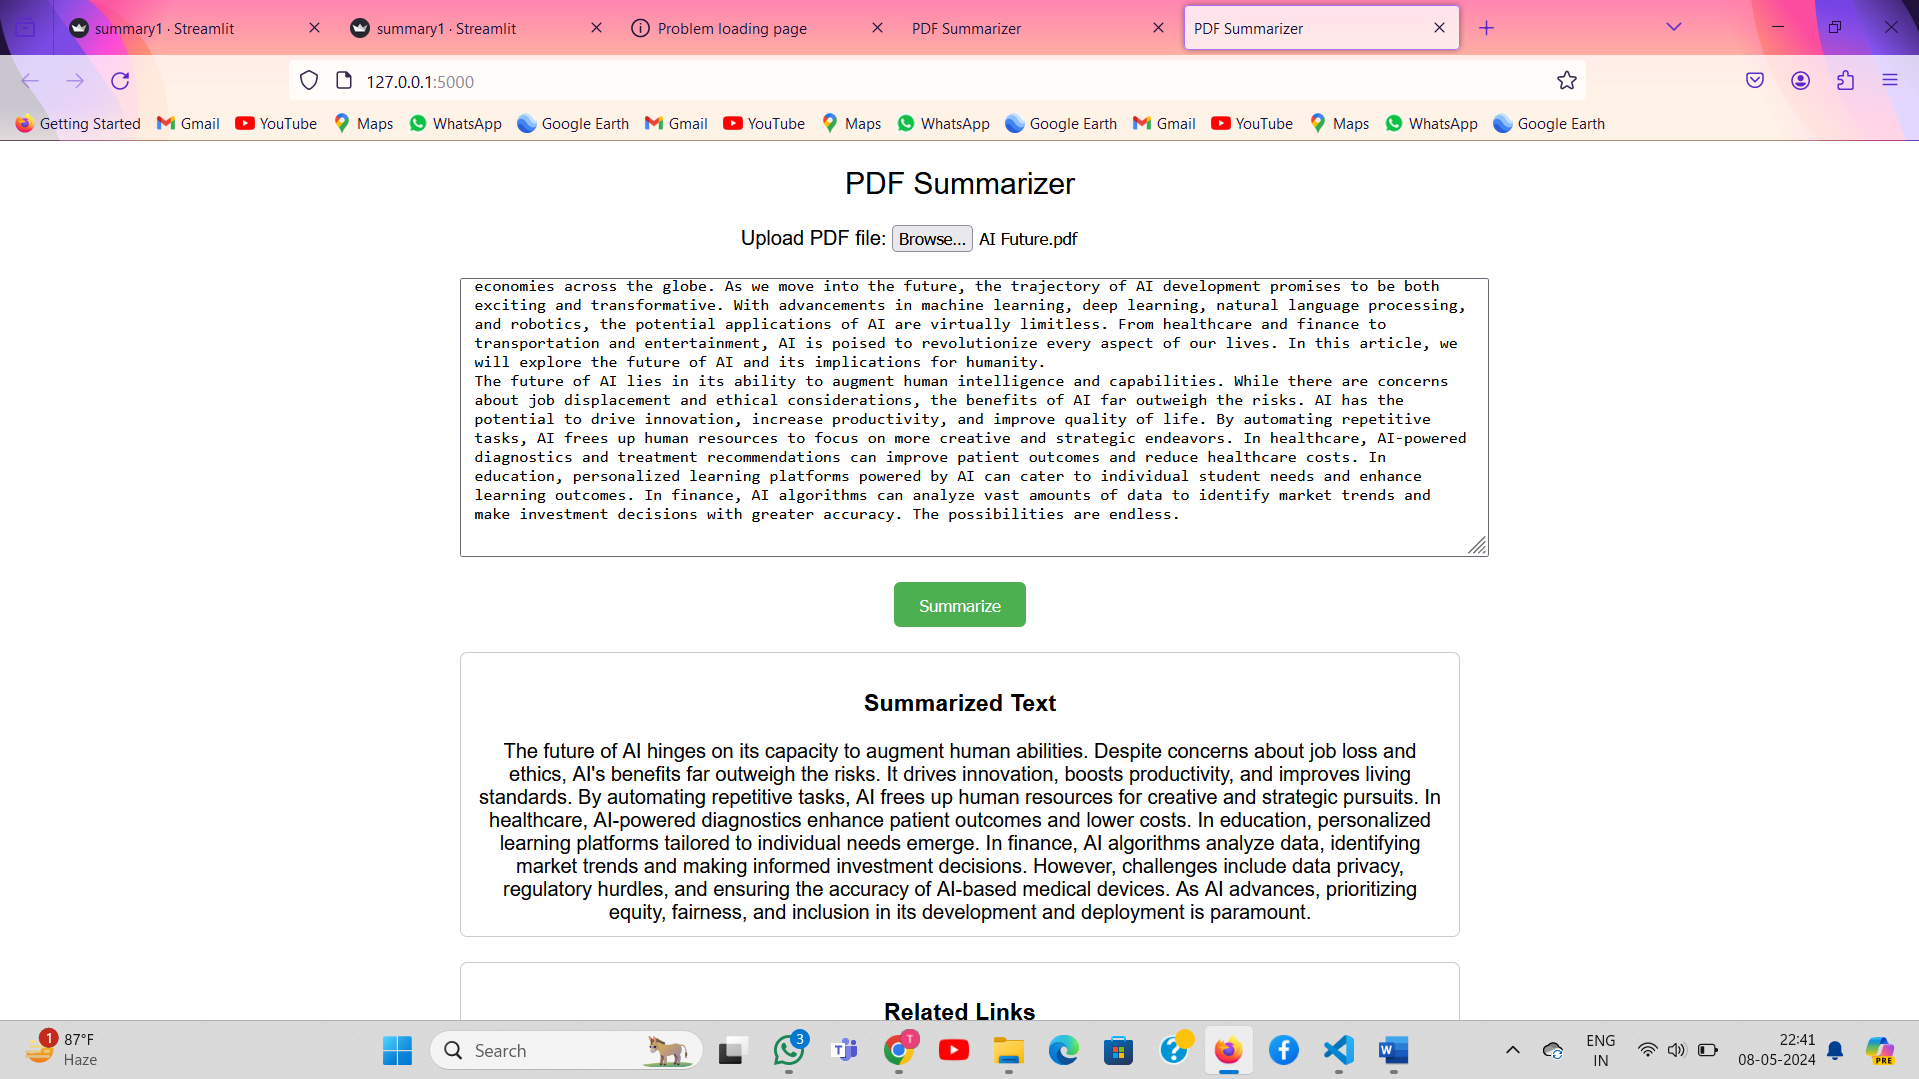 summary1 · Streamlit
summary1 · Streamlit
Problem loading page
PDF Summarizer
PDF Summarizer
127.0.0.1:5000
Getting Started Gmail YouTube Maps WhatsApp Google Earth Gmail YouTube Maps WhatsApp Google Earth Gmail YouTube Maps WhatsApp Google Earth
PDF Summarizer
Upload PDF file: Browse... AI Future.pdf
economies across the globe. As we move into the future, the trajectory of AI development promises to be both
exciting and transformative. With advancements in machine learning, deep learning, natural language processing,
and robotics, the potential applications of AI are virtually limitless. From healthcare and finance to
transportation and entertainment, AI is poised to revolutionize every aspect of our lives. In this article, we
will explore the future of AI and its implications for humanity.
The future of AI lies in its ability to augment human intelligence and capabilities. While there are concerns
about job displacement and ethical considerations, the benefits of AI far outweigh the risks. AI has the
potential to drive innovation, increase productivity, and improve quality of life. By automating repetitive
tasks, AI frees up human resources to focus on more creative and strategic endeavors. In healthcare, AI-powered
diagnostics and treatment recommendations can improve patient outcomes and reduce healthcare costs. In
education, personalized learning platforms powered by AI can cater to individual student needs and enhance
learning outcomes. In finance, AI algorithms can analyze vast amounts of data to identify market trends and
make investment decisions with greater accuracy. The possibilities are endless.
Summarize
Summarized Text
The future of AI hinges on its capacity to augment human abilities. Despite concerns about job loss and
ethics, AI's benefits far outweigh the risks. It drives innovation, boosts productivity, and improves living
standards. By automating repetitive tasks, AI frees up human resources for creative and strategic pursuits. In
healthcare, AI-powered diagnostics enhance patient outcomes and lower costs. In education, personalized
learning platforms tailored to individual needs emerge. In finance, AI algorithms analyze data, identifying
market trends and making informed investment decisions. However, challenges include data privacy,
regulatory hurdles, and ensuring the accuracy of AI-based medical devices. As AI advances, prioritizing
equity, fairness, and inclusion in its development and deployment is paramount.
Related Links
1
87°F
Haze
Search
3
T
ENG
IN
22:41
08-05-2024
PRE